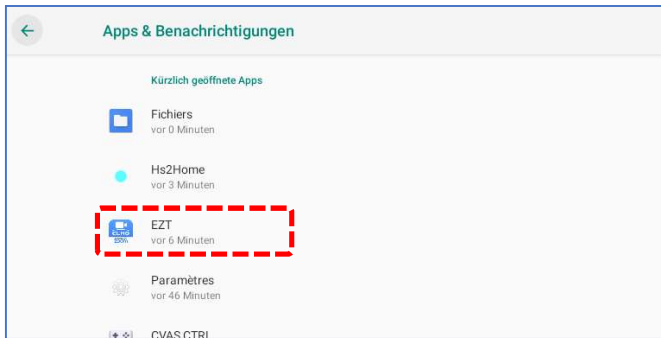 Apps & Benachrichtigungen
Kürzlich geöffnete Apps
Fichiers
vor 0 Minuten
Hs2Home
vor 3 Minuten
EZT
vor 6 Minuten
Paramètres
vor 46 Minuten
CVAS CTRL